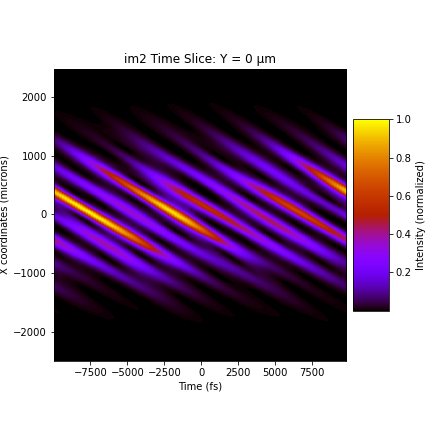 im2 Time Slice: Y = 0 μm
X coordinates (microns)
2000
1000
0
−1000
−2000
−7500 −5000 −2500 0 2500 5000 7500
Time (fs)
1.0
0.8
0.6
0.4
0.2
Intensity (normalized)